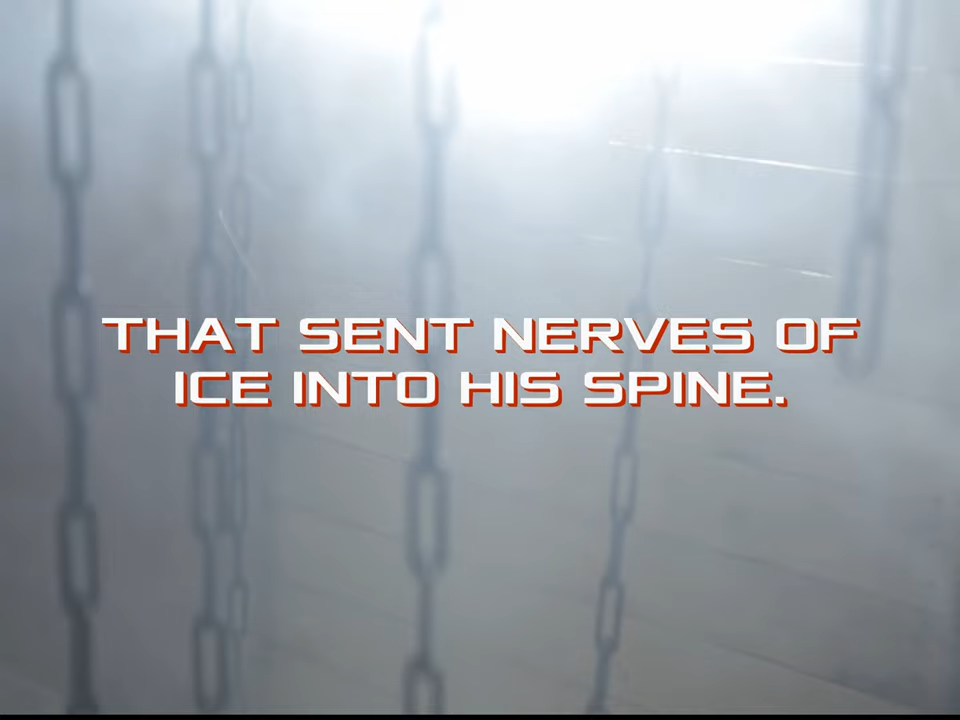 THAT SENT NERVES OF
ICE INTO HIS SPINE.